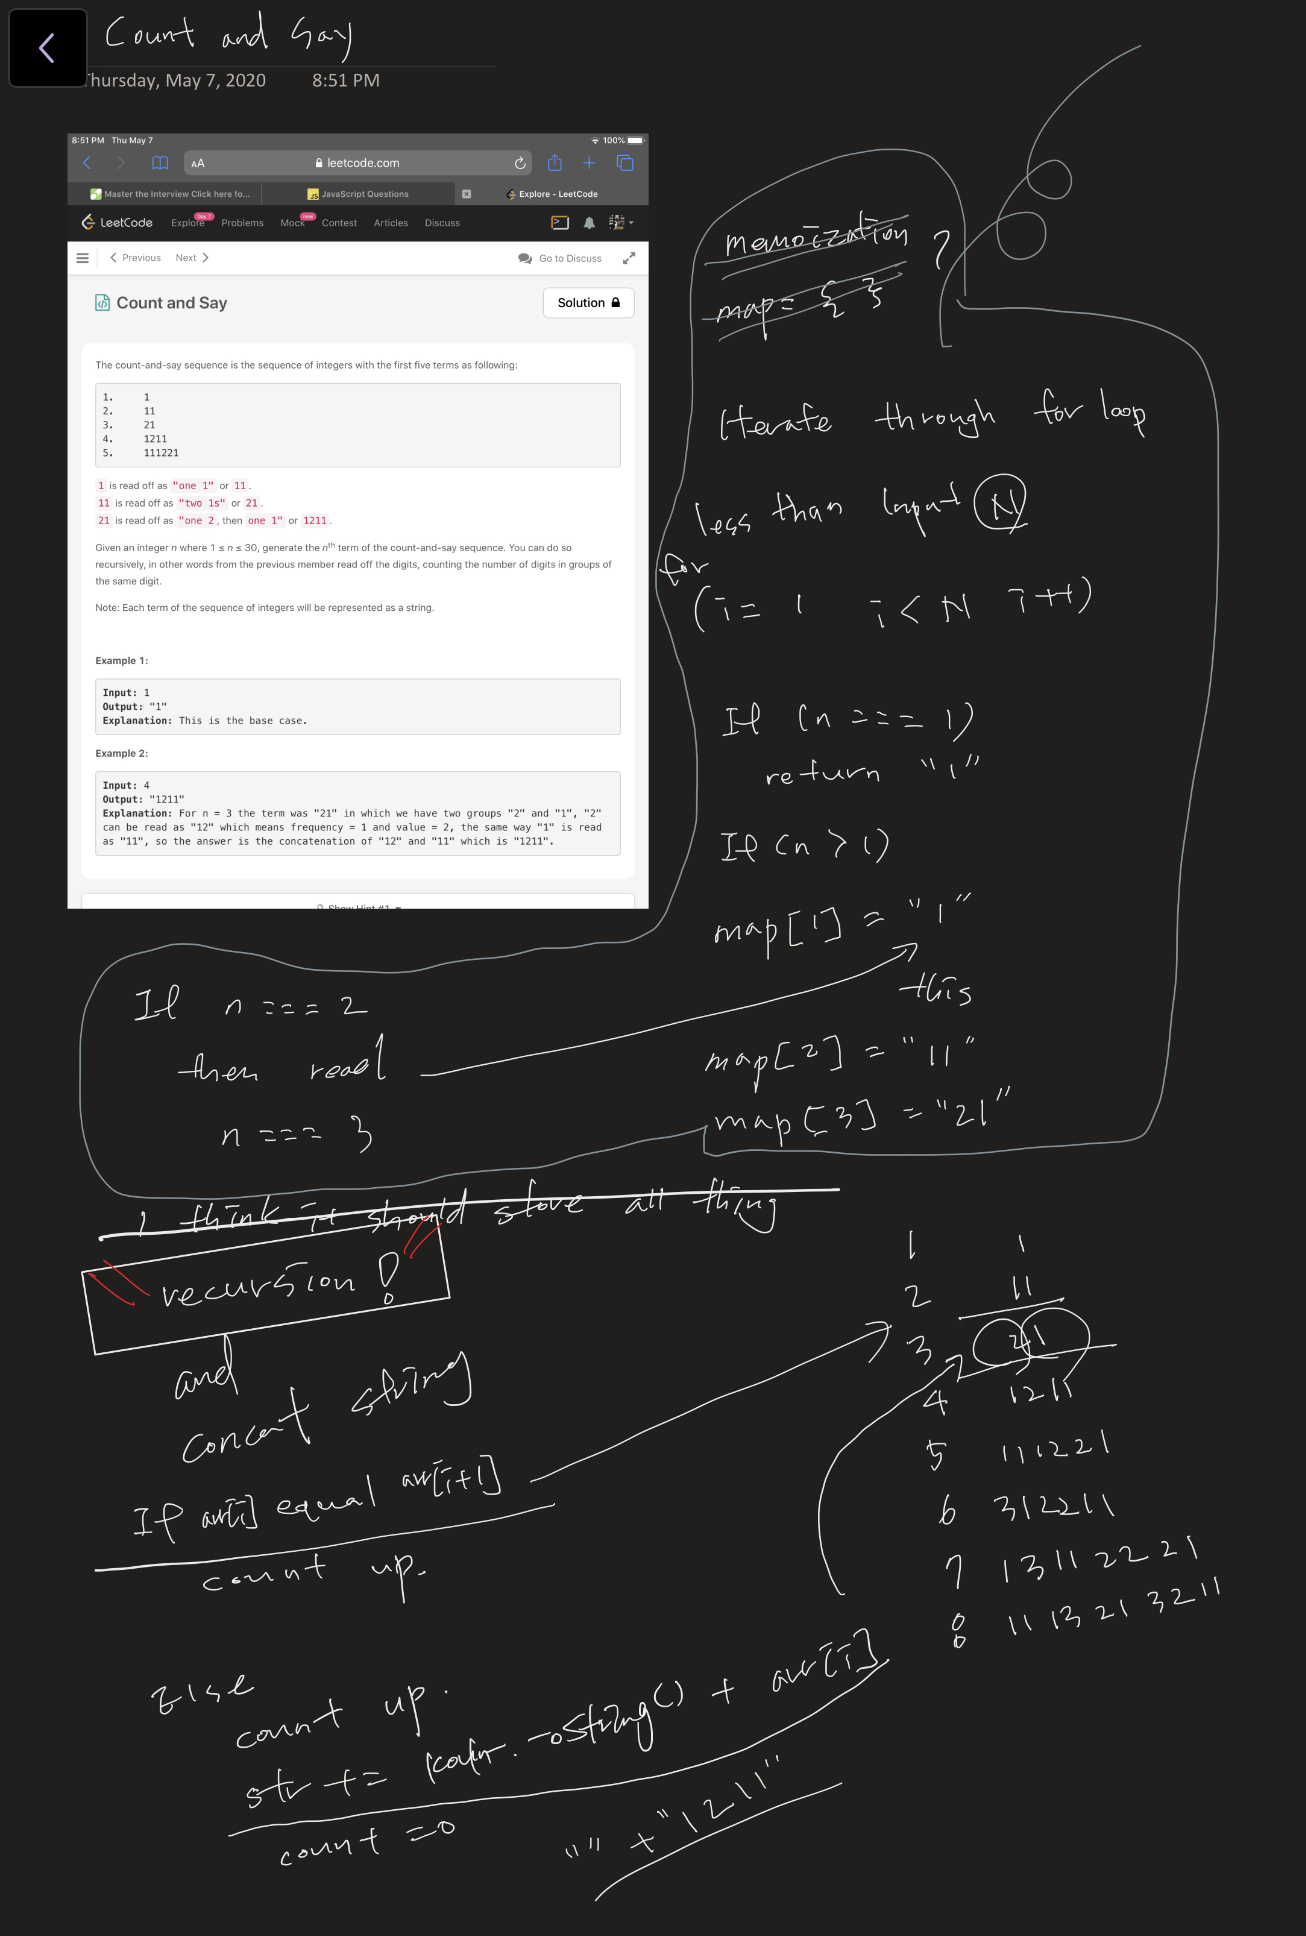 Count and Say
Thursday, May 7, 2020 8:51 PM
8:51 PM Thu May 7 100%
AA leetcode.com
Master the Interview Click here fo... JavaScript Questions Explore - LeetCode
LeetCode Explore Day 7 Problems Mock new Contest Articles Discuss
Previous Next Go to Discuss
Count and Say Solution
The count-and-say sequence is the sequence of integers with the first five terms as following:
1. 1
2. 11
3. 21
4. 1211
5. 111221
1 is read off as "one 1" or 11.
11 is read off as "two 1s" or 21.
21 is read off as "one 2, then one 1" or 1211.
Given an integer n where 1 ≤ n ≤ 30, generate the nth term of the count-and-say sequence. You can do so
recursively, in other words from the previous member read off the digits, counting the number of digits in groups of
the same digit.
Note: Each term of the sequence of integers will be represented as a string.
Example 1:
Input: 1
Output: "1"
Explanation: This is the base case.
Example 2:
Input: 4
Output: "1211"
Explanation: For n = 3 the term was "21" in which we have two groups "2" and "1", "2"
can be read as "12" which means frequency = 1 and value = 2, the same way "1" is read
as "11", so the answer is the concatenation of "12" and "11" which is "1211".
Show Hint #1
memoization ?
map = { }
Iterate through for loop
less than Input N
for
(i = 1 i < N i++)
If (n === 1)
return "1"
If (n > 1)
map[1] = "1"
this
map[2] = "11"
map[3] = "21"
If n === 2
then read
n === 3
I think it should store all thing
recursion!
and
concat string
If arr[i] equal arr[i+1]
count up.
Else
count up.
str += .toString() + arr[i]
count = 0
"" + "1211"
1 1
2 11
3 21
4 1211
5 111221
6 312211
7 13112221
8 1113213211